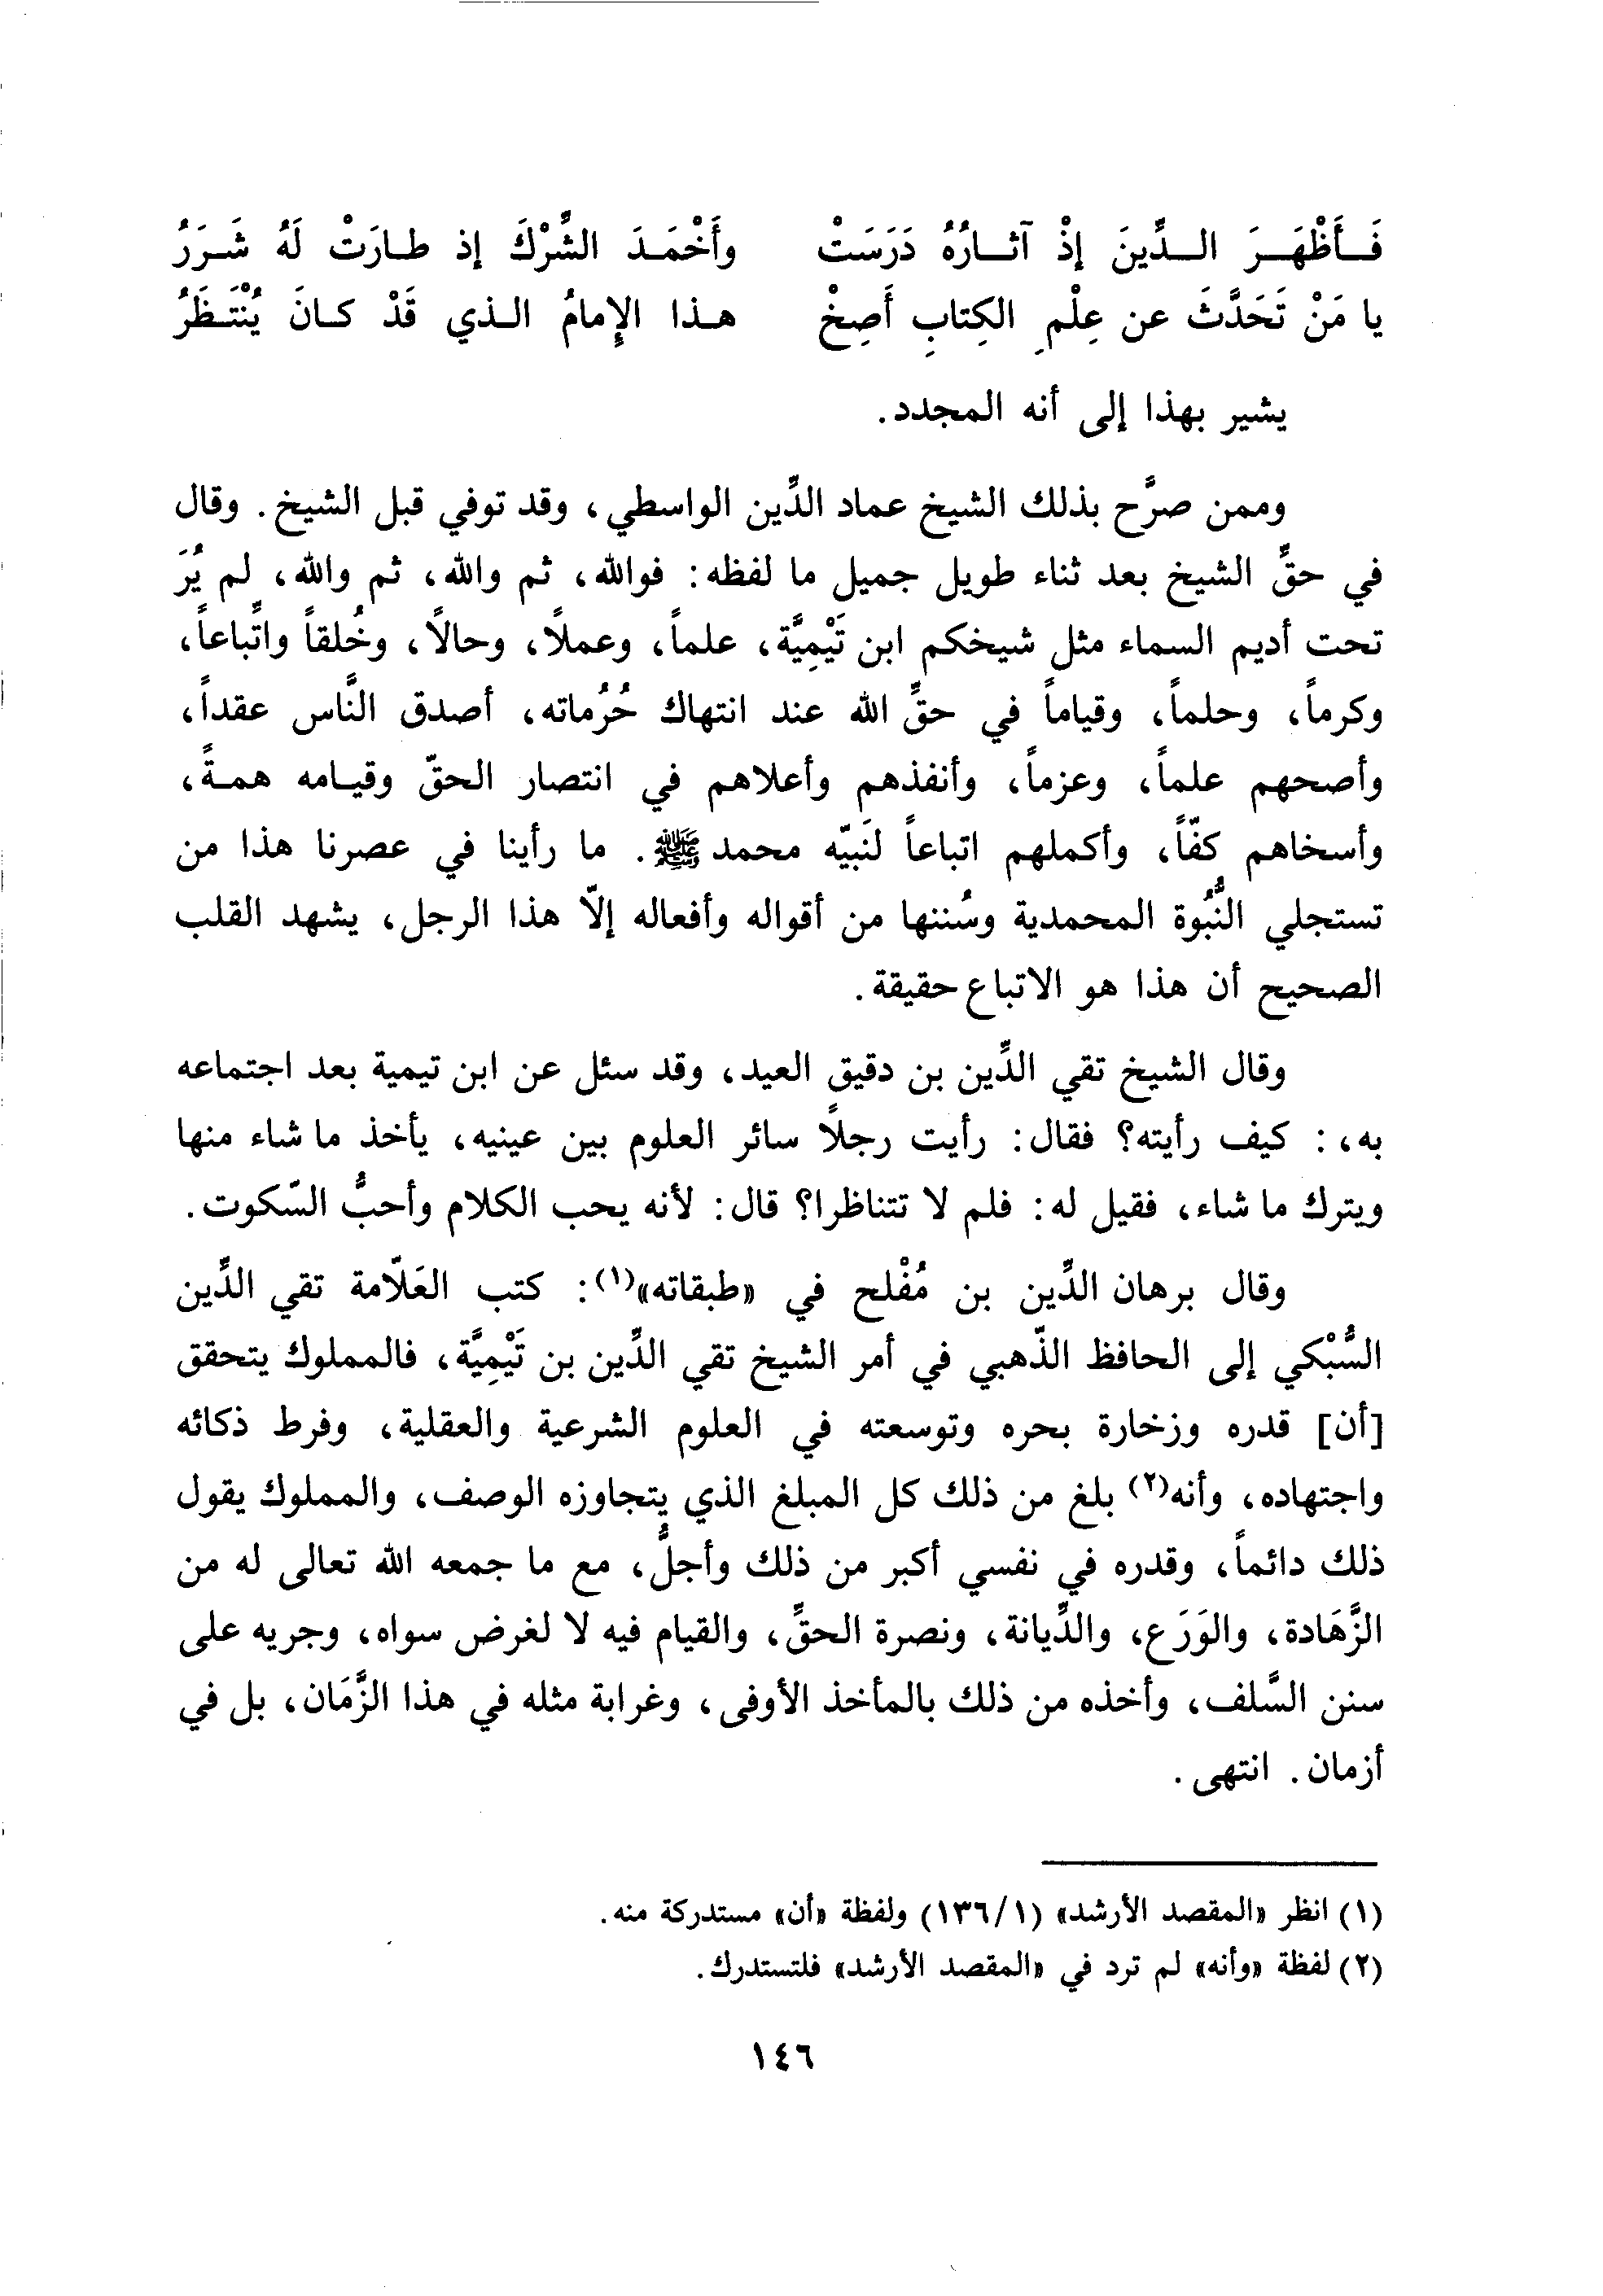 فَأَظْهَرَ الدِّينَ إذْ آثارُهُ دَرَسَتْ وأَخْمَدَ الشِّرْكَ إذ طارَتْ لَهُ شَرَرُ
يا مَنْ تَحَدَّثَ عن عِلْمِ الكِتابِ أَصِخْ هذا الإِمامُ الذي قَدْ كانَ يُنْتَظَرُ
يشير بهذا إلى أنه المجدد.
وممن صرَّح بذلك الشيخ عماد الدِّين الواسطي، وقد توفي قبل الشيخ. وقال
في حقِّ الشيخ بعد ثناء طويل جميل ما لفظه: فوالله، ثم والله، ثم والله، لم يُرَ
تحت أديم السماء مثل شيخكم ابن تَيْمِيَّة، علماً، وعملاً، وحالاً، وخُلقاً واتِّباعاً،
وكرماً، وحلماً، وقياماً في حقِّ الله عند انتهاك حُرُماته، أصدق النَّاس عقداً،
وأصحهم علماً، وعزماً، وأنفذهم وأعلاهم في انتصار الحقّ وقيامه همةً،
وأسخاهم كفّاً، وأكملهم اتباعاً لنَبيّه محمد ﷺ. ما رأينا في عصرنا هذا من
تستجلي النُّبُوة المحمدية وسُننها من أقواله وأفعاله إلاّ هذا الرجل، يشهد القلب
الصحيح أن هذا هو الاتباع حقيقة.
وقال الشيخ تقي الدِّين بن دقيق العيد، وقد سئل عن ابن تيمية بعد اجتماعه
به،: كيف رأيته؟ فقال: رأيت رجلاً سائر العلوم بين عينيه، يأخذ ما شاء منها
ويترك ما شاء، فقيل له: فلم لا تتناظرا؟ قال: لأنه يحب الكلام وأحبُّ السّكوت.
وقال برهان الدِّين بن مُفْلح في «طبقاته»(١): كتب العَلاّمة تقي الدِّين
السُّبْكي إلى الحافظ الذّهبي في أمر الشيخ تقي الدِّين بن تَيْمِيَّة، فالمملوك يتحقق
[أن] قدره وزخارة بحره وتوسعته في العلوم الشرعية والعقلية، وفرط ذكائه
واجتهاده، وأنه(٢) بلغ من ذلك كل المبلغ الذي يتجاوزه الوصف، والمملوك يقول
ذلك دائماً، وقدره في نفسي أكبر من ذلك وأجلُّ، مع ما جمعه الله تعالى له من
الزَّهَادة، والوَرَع، والدِّيانة، ونصرة الحقِّ، والقيام فيه لا لغرض سواه، وجريه على
سنن السَّلف، وأخذه من ذلك بالمأخذ الأوفى، وغرابة مثله في هذا الزَّمَان، بل في
أزمان. انتهى.
(١) انظر «المقصد الأرشد» (١٣٦/١) ولفظة «أن» مستدركة منه.
(٢) لفظة «وأنه» لم ترد في «المقصد الأرشد» فلتستدرك.
١٤٦